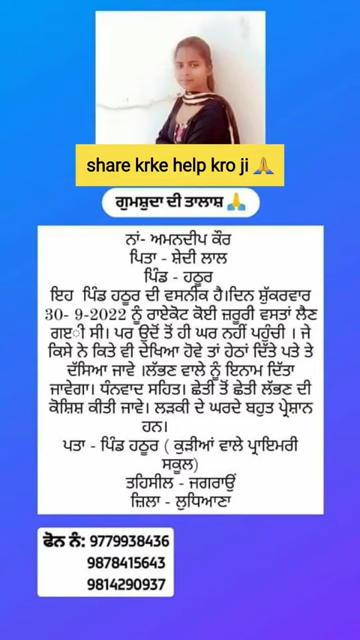 share krke help kro ji 🙏
ਗੁਮਸ਼ੁਦਾ ਦੀ ਤਾਲਾਸ਼ 🙏
ਨਾਂ- ਅਮਨਦੀਪ ਕੌਰ
ਪਿਤਾ - ਸ਼ੇਦੀ ਲਾਲ
ਪਿੰਡ - ਹਠੂਰ
ਇਹ ਪਿੰਡ ਹਠੂਰ ਦੀ ਵਸਨੀਕ ਹੈ।ਦਿਨ ਸ਼ੁੱਕਰਵਾਰ
30- 9-2022 ਨੂੰ ਰਾਏਕੋਟ ਕੋਈ ਜ਼ਰੂਰੀ ਵਸਤਾਂ ਲੈਣ
ਗਏੀ ਸੀ। ਪਰ ਉਦੋਂ ਤੋਂ ਹੀ ਘਰ ਨਹੀਂ ਪਹੁੰਚੀ । ਜੇ
ਕਿਸੇ ਨੇ ਕਿਤੇ ਵੀ ਦੇਖਿਆ ਹੋਵੇ ਤਾਂ ਹੇਠਾਂ ਦਿੱਤੇ ਪਤੇ ਤੇ
ਦੱਸਿਆ ਜਾਵੇ ।ਲੱਭਣ ਵਾਲੇ ਨੂੰ ਇਨਾਮ ਦਿੱਤਾ
ਜਾਵੇਗਾ। ਧੰਨਵਾਦ ਸਹਿਤ। ਛੇਤੀ ਤੋਂ ਛੇਤੀ ਲੱਭਣ ਦੀ
ਕੋਸ਼ਿਸ਼ ਕੀਤੀ ਜਾਵੇ। ਲੜਕੀ ਦੇ ਘਰਦੇ ਬਹੁਤ ਪ੍ਰੇਸ਼ਾਨ
ਹਨ।
ਪਤਾ - ਪਿੰਡ ਹਠੂਰ ( ਕੁੜੀਆਂ ਵਾਲੇ ਪ੍ਰਾਇਮਰੀ
ਸਕੂਲ)
ਤਹਿਸੀਲ - ਜਗਰਾਉਂ
ਜ਼ਿਲਾ - ਲੁਧਿਆਣਾ
ਫੋਨ ਨੰ: 9779938436
9878415643
9814290937